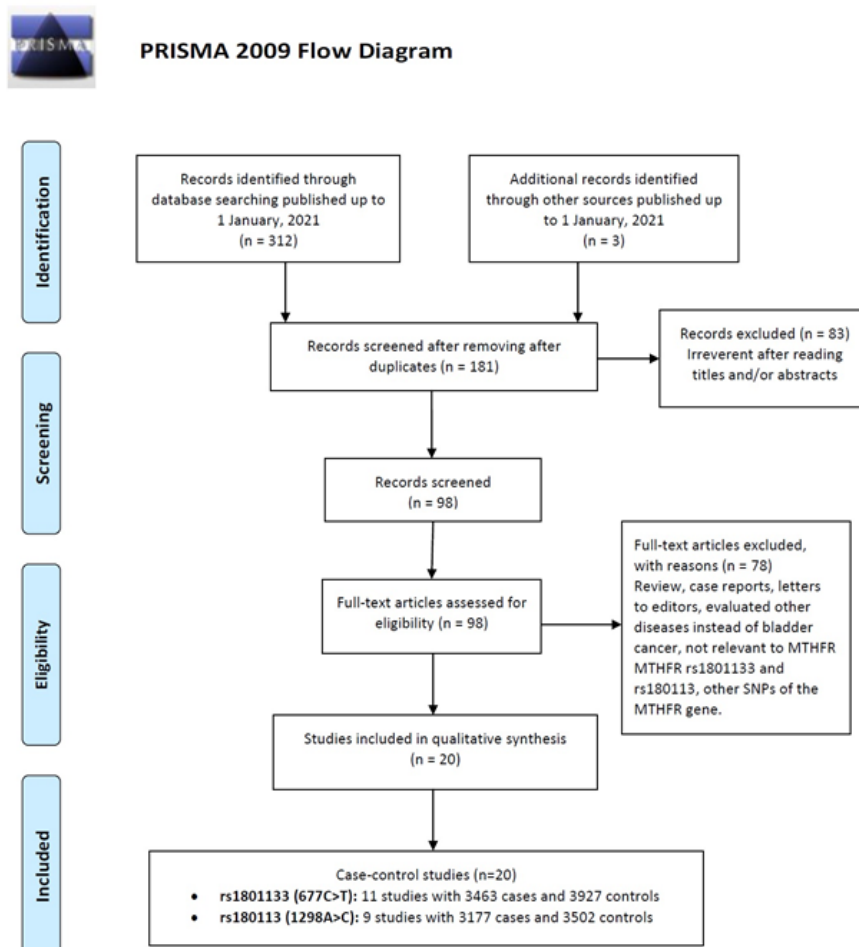 PRISMA
PRISMA 2009 Flow Diagram
Identification
Records identified through
database searching published up to
1 January, 2021
(n = 312)
Additional records identified
through other sources published up
to 1 January, 2021
(n = 3)
Records screened after removing after
duplicates (n = 181)
Records excluded (n = 83)
Irreverent after reading
titles and/or abstracts
Screening
Records screened
(n = 98)
Eligibility
Full-text articles assessed for
eligibility (n = 98)
Full-text articles excluded,
with reasons (n = 78)
Review, case reports, letters
to editors, evaluated other
diseases instead of bladder
cancer, not relevant to MTHFR
MTHFR rs1801133 and
rs180113, other SNPs of the
MTHFR gene.
Studies included in qualitative synthesis
(n = 20)
Included
Case-control studies (n=20)
• rs1801133 (677C>T): 11 studies with 3463 cases and 3927 controls
• rs180113 (1298A>C): 9 studies with 3177 cases and 3502 controls